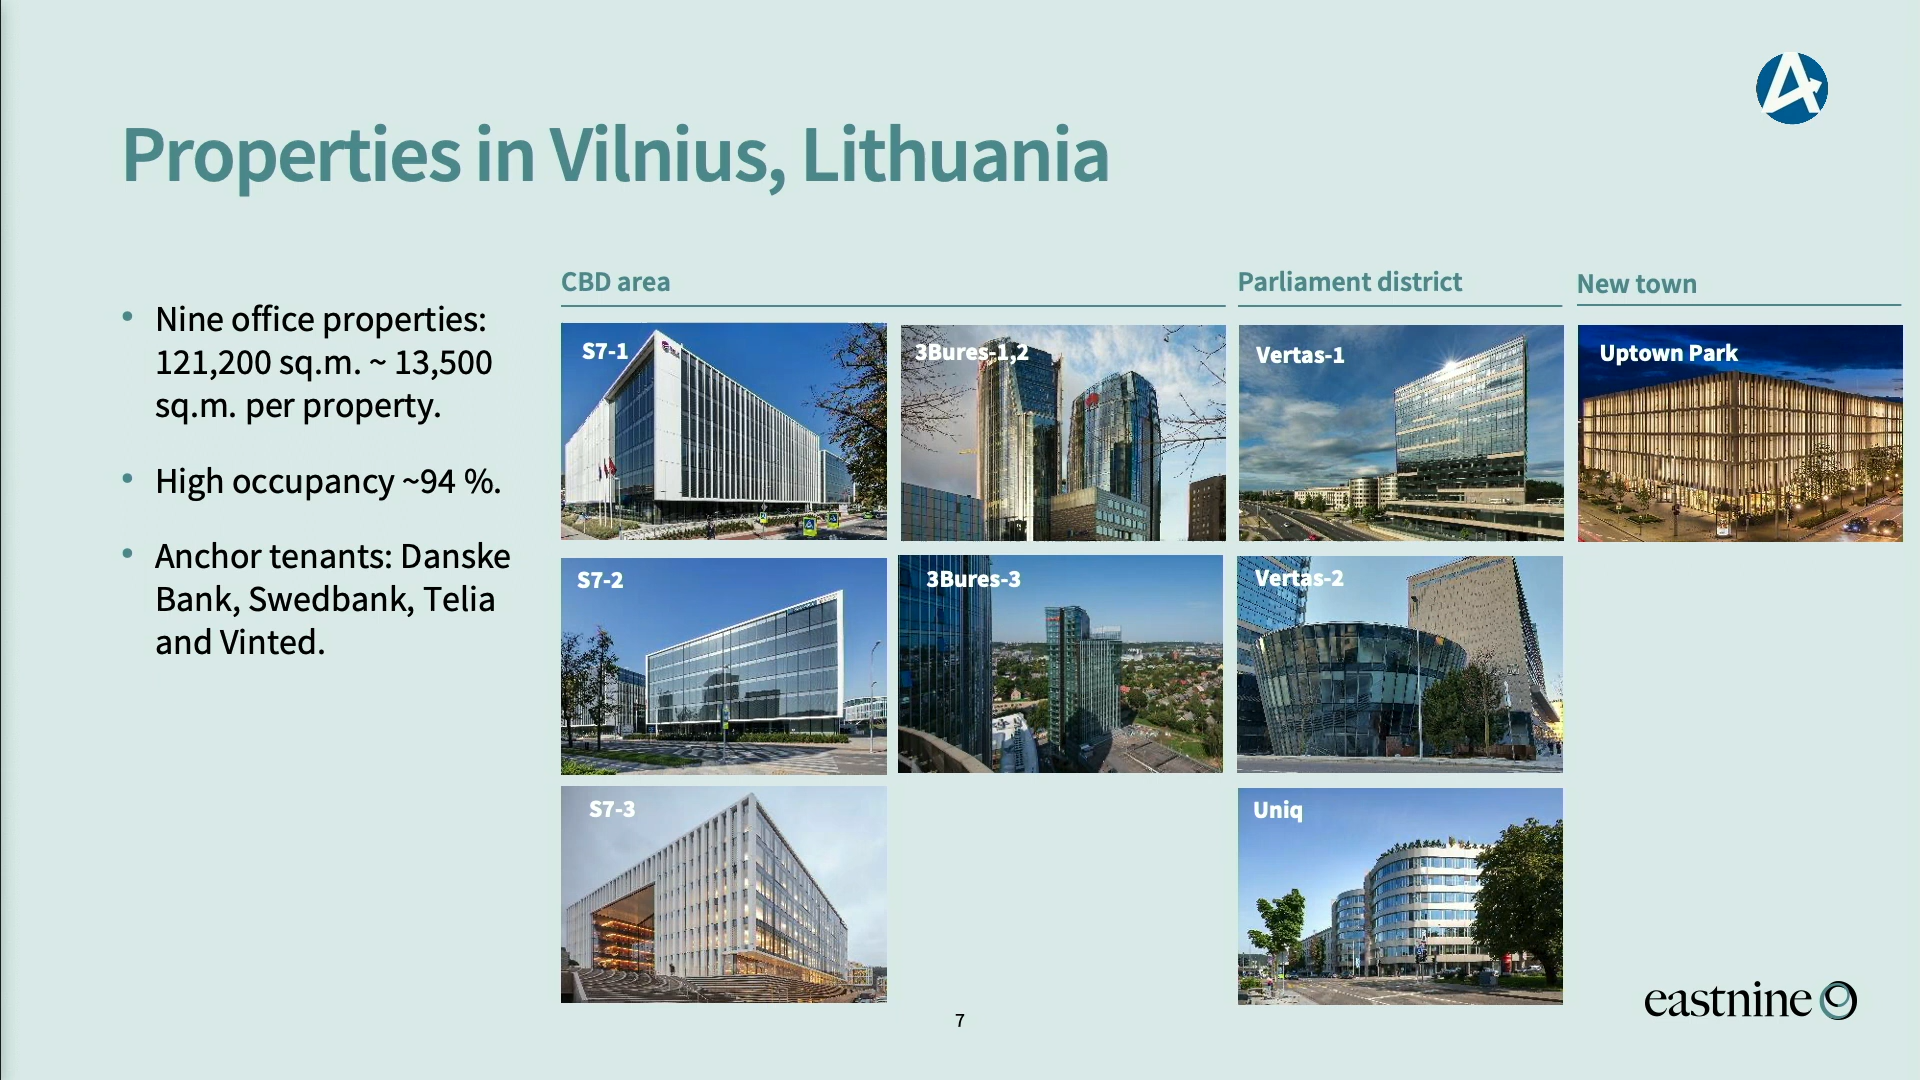 Properties in Vilnius, Lithuania
• Nine office properties:
121,200 sq.m. ~ 13,500
sq.m. per property.
• High occupancy ~94 %.
• Anchor tenants: Danske
Bank, Swedbank, Telia
and Vinted.
CBD area
S7-1
3Bures-1,2
S7-2
3Bures-3
S7-3
Parliament district
Vertas-1
Vertas-2
Uniq
New town
Uptown Park
7
eastnine